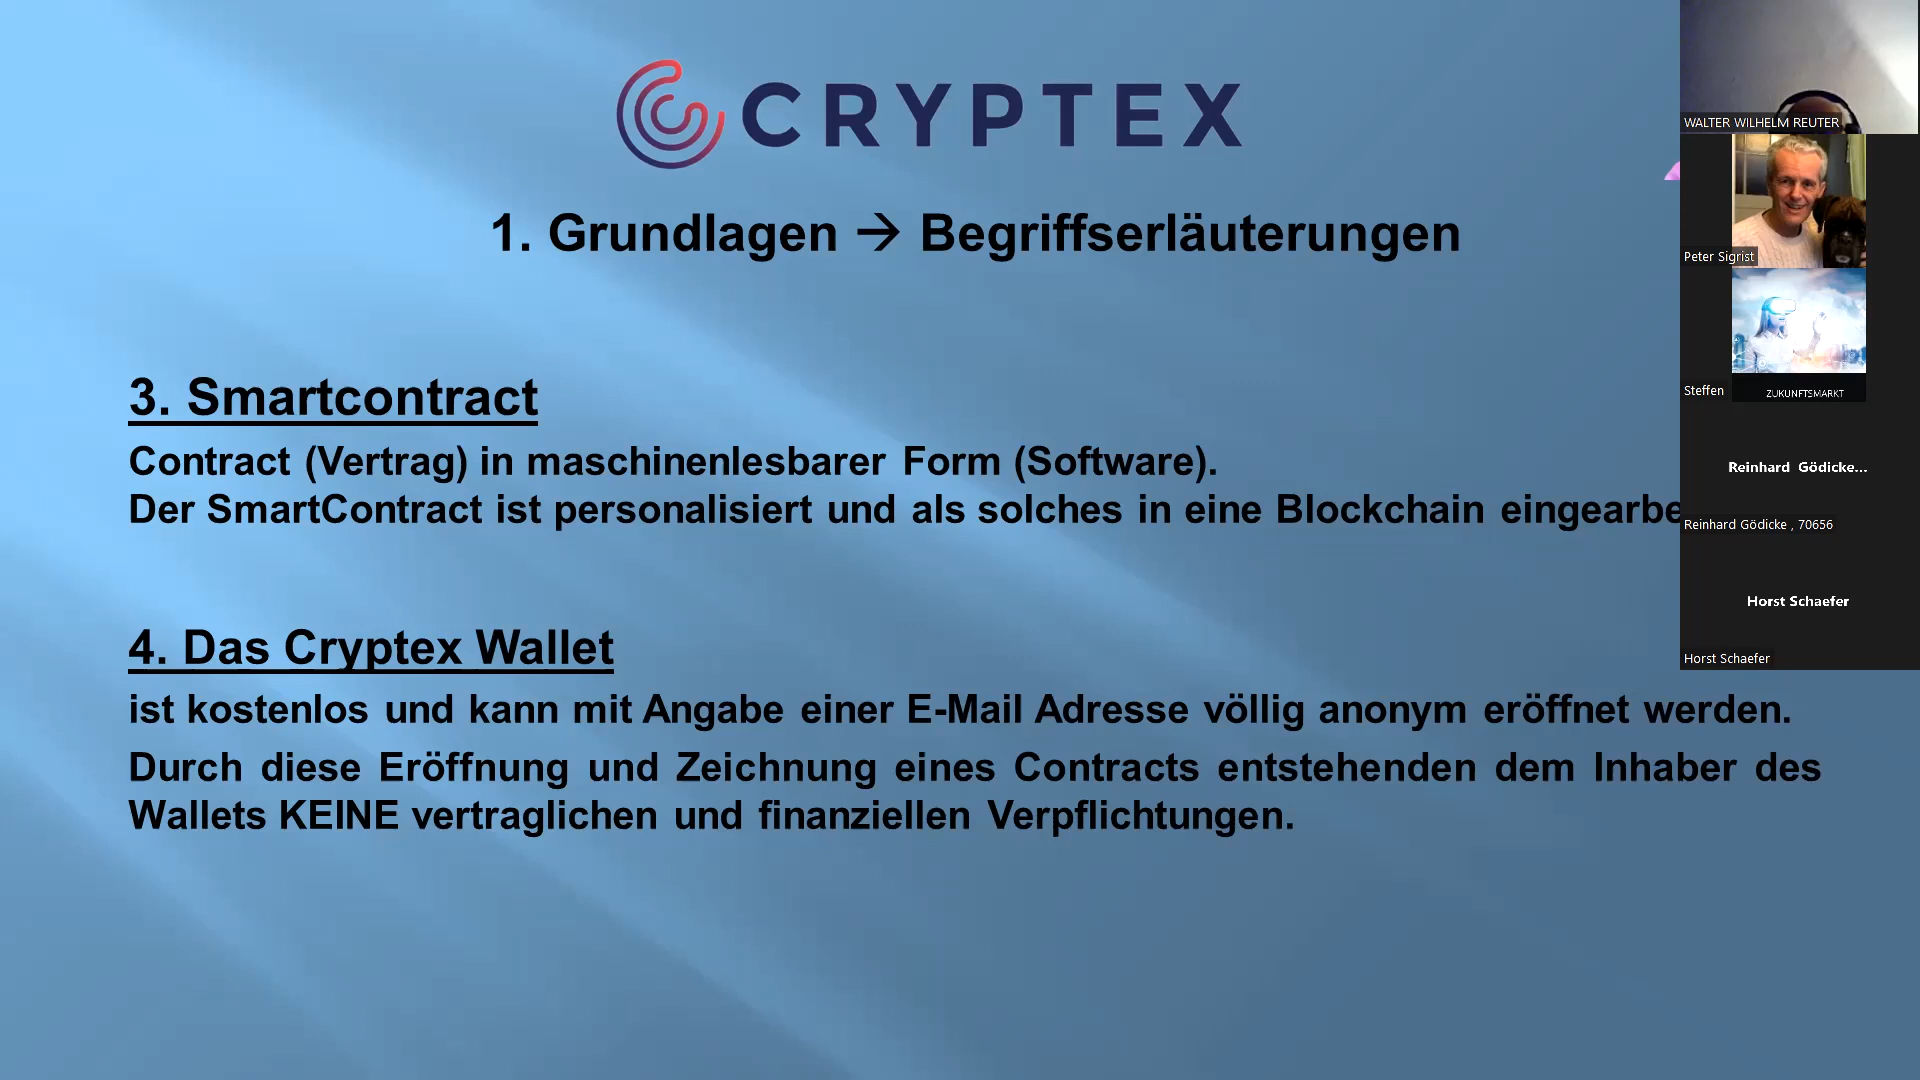 CRYPTEX
1. Grundlagen → Begriffserläuterungen
3. Smartcontract
Contract (Vertrag) in maschinenlesbarer Form (Software).
Der SmartContract ist personalisiert und als solches in eine Blockchain eingearbe
4. Das Cryptex Wallet
ist kostenlos und kann mit Angabe einer E-Mail Adresse völlig anonym eröffnet werden.
Durch diese Eröffnung und Zeichnung eines Contracts entstehenden dem Inhaber des
Wallets KEINE vertraglichen und finanziellen Verpflichtungen.
WALTER WILHELM REUTER
Peter Sigrist
ZUKUNFTSMARKT
Steffen
Reinhard Gödicke...
Reinhard Gödicke , 70656
Horst Schaefer
Horst Schaefer